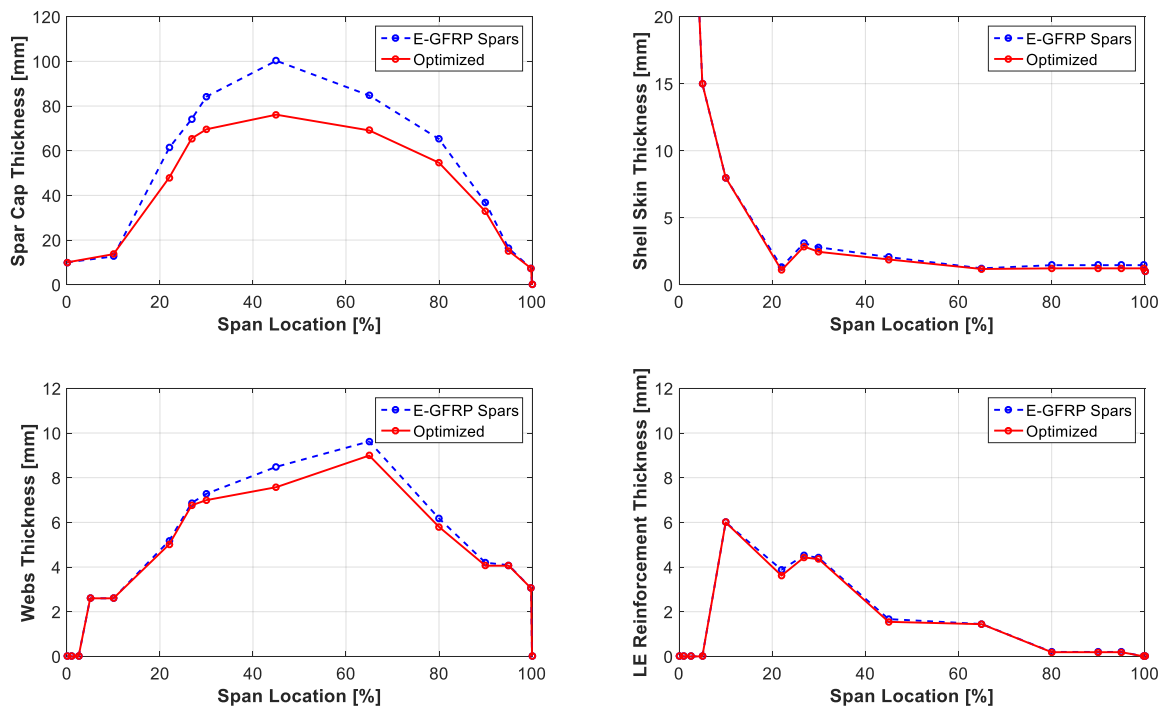 Spar Cap Thickness [mm]
120
100
80
60
40
20
0
E-GFRP Spars
Optimized
0 20 40 60 80 100
Span Location [%]
Shell Skin Thickness [mm]
20
15
10
5
0
E-GFRP Spars
Optimized
0 20 40 60 80 100
Span Location [%]
Webs Thickness [mm]
12
10
8
6
4
2
0
E-GFRP Spars
Optimized
0 20 40 60 80 100
Span Location [%]
LE Reinforcement Thickness [mm]
12
10
8
6
4
2
0
E-GFRP Spars
Optimized
0 20 40 60 80 100
Span Location [%]